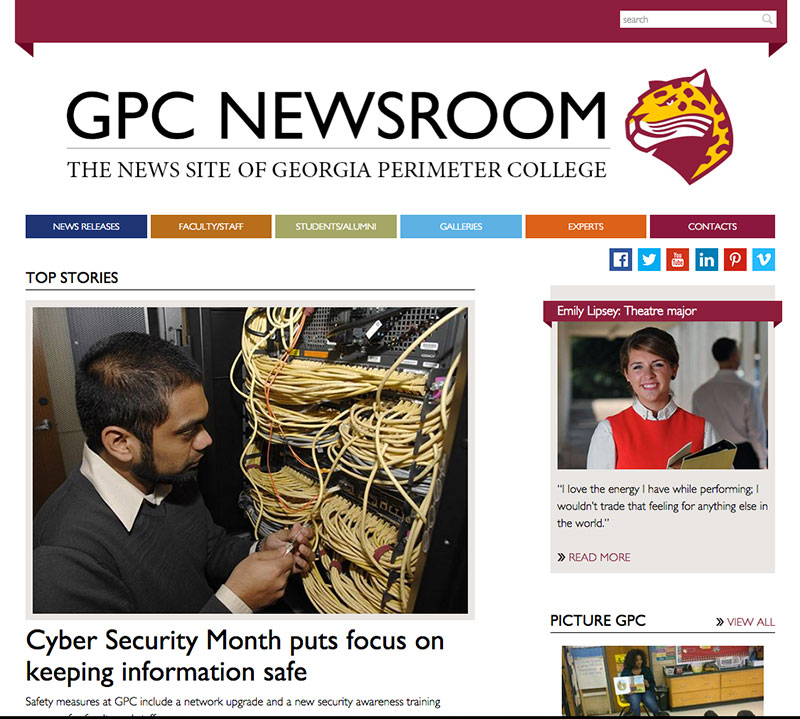 search
GPC NEWSROOM
THE NEWS SITE OF GEORGIA PERIMETER COLLEGE
NEWS RELEASES
FACULTY/STAFF
STUDENTS/ALUMNI
GALLERIES
EXPERTS
CONTACTS
You
Tube
in
TOP STORIES
Emily Lipsey: Theatre major
"I love the energy I have while performing; I
wouldn't trade that feeling for anything else in
the world."
» READ MORE
Cyber Security Month puts focus on
keeping information safe
Safety measures at GPC include a network upgrade and a new security awareness training
PICTURE GPC
» VIEW ALL